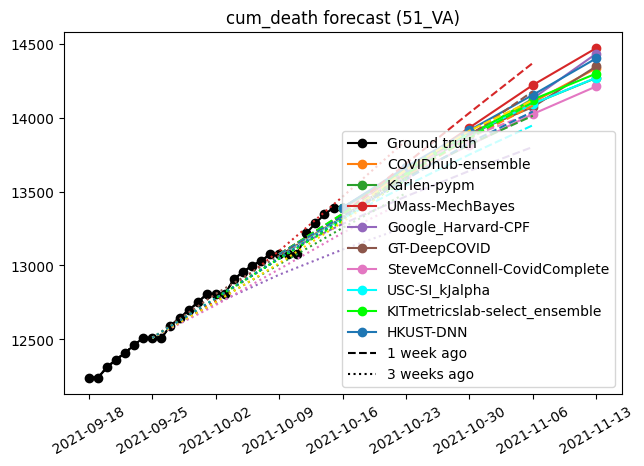 cum_death forecast (51_VA)
14500
14000
13500
13000
12500
Ground truth
COVIDhub-ensemble
Karlen-pypm
UMass-MechBayes
Google_Harvard-CPF
GT-DeepCOVID
SteveMcConnell-CovidComplete
USC-SI_kJalpha
KITmetricslab-select_ensemble
HKUST-DNN
1 week ago
3 weeks ago
2021-09-18
2021-09-25
2021-10-02
2021-10-09
2021-10-16
2021-10-23
2021-10-30
2021-11-06
2021-11-13